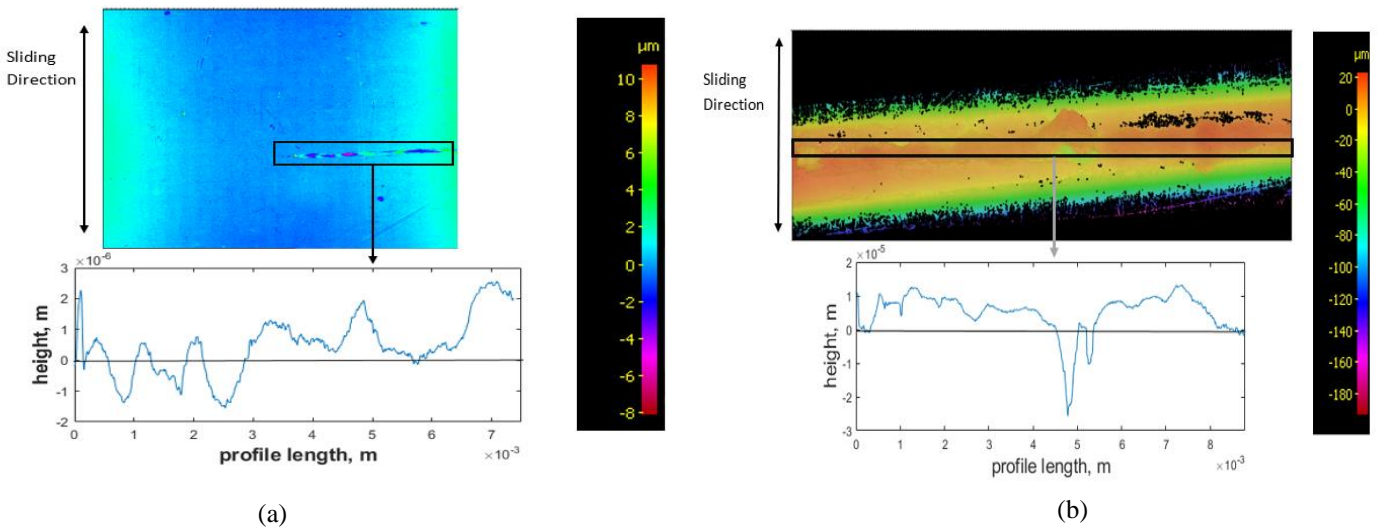 Sliding
Direction
µm
10
8
6
4
2
0
-2
-4
-6
-8
×10⁻⁶
3
2
1
0
-1
-2
height, m
0 1 2 3 4 5 6 7
profile length, m ×10⁻³
(a)
Sliding
Direction
µm
20
0
-20
-40
-60
-80
-100
-120
-140
-160
-180
×10⁻⁵
2
1
0
-1
-2
-3
height, m
0 1 2 3 4 5 6 7 8
profile length, m ×10⁻³
(b)